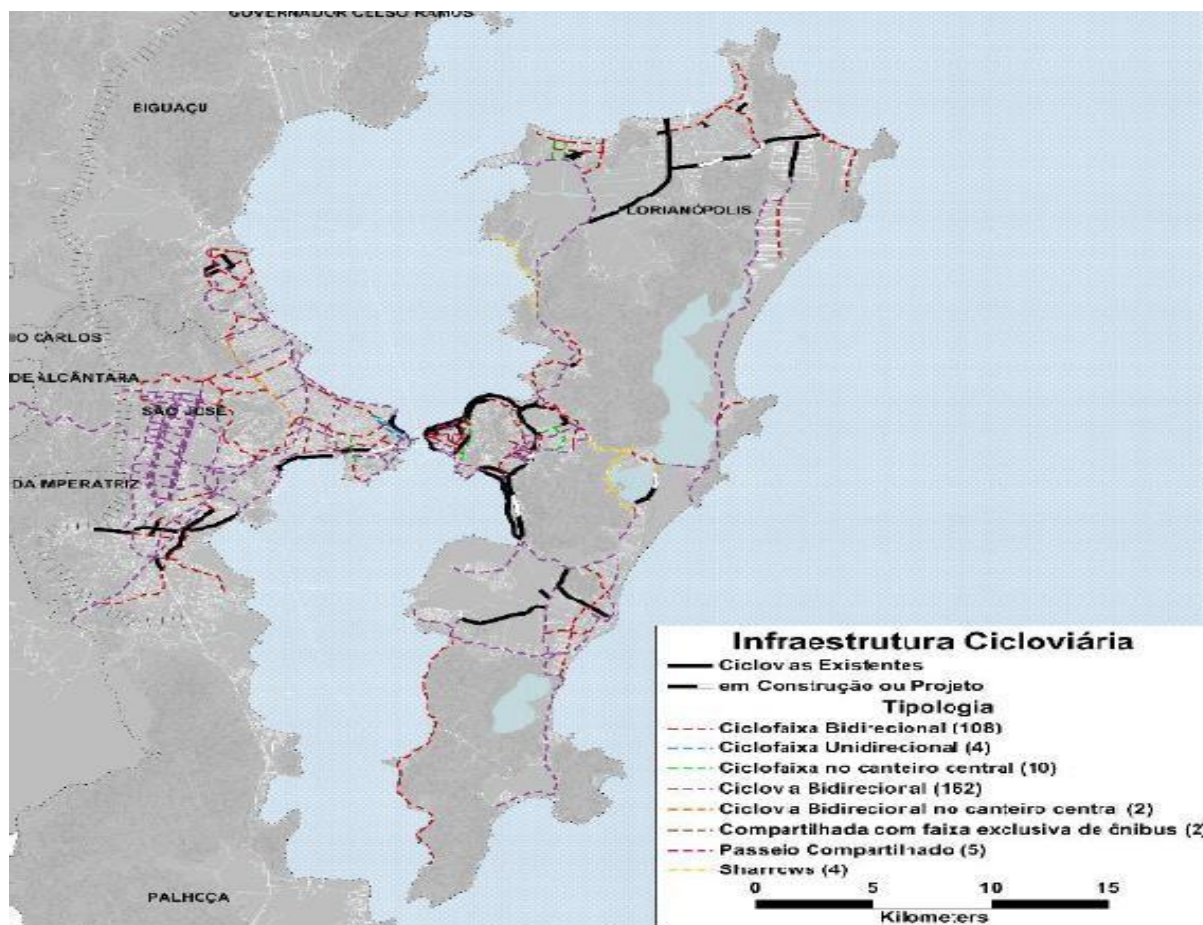 GOVERNADOR CELSO RAMOS
BIGUAÇU
FLORIANÓPOLIS
IO CARLOS
DE ALCÂNTARA
SÃO JOSÉ
DA IMPERATRIZ
PALHOÇA
Infraestrutura Cicloviária
Ciclovias Existentes
em Construção ou Projeto
Tipologia
Ciclofaixa Bidirecional (108)
Ciclofaixa Unidirecional (4)
Ciclofaixa no canteiro central (10)
Ciclovia Bidirecional (162)
Ciclovia Bidirecional no canteiro central (2)
Compartilhada com faixa exclusiva de ônibus (2)
Passeio Compartilhado (5)
Sharrows (4)
0 5 10 15
Kilometers